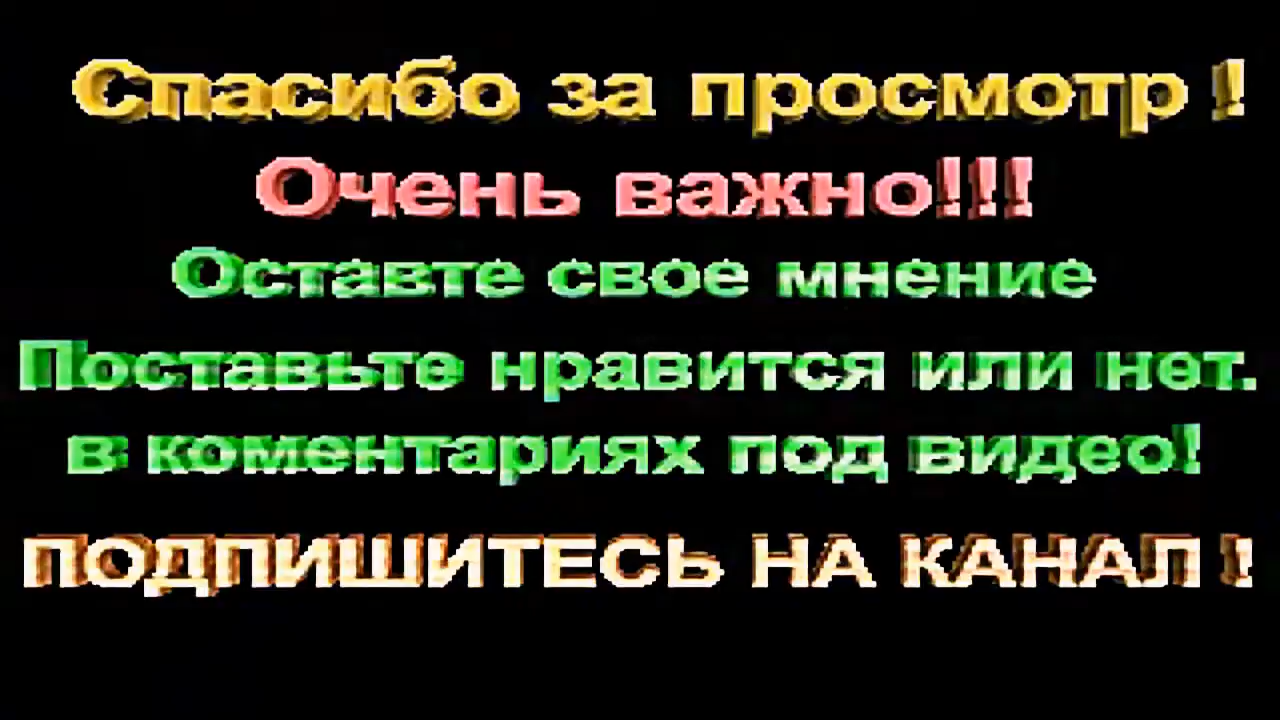 Спасибо за просмотр !
Очень важно!!!
Оставте свое мнение
Поставьте нравится или нет.
в коментариях под видео!
ПОДПИШИТЕСЬ НА КАНАЛ !